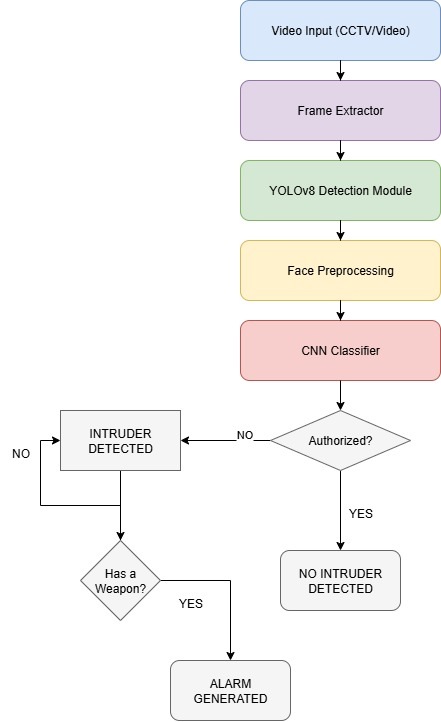 Video Input (CCTV/Video)
Frame Extractor
YOLOv8 Detection Module
Face Preprocessing
CNN Classifier
Authorized?
NO
INTRUDER
DETECTED
NO
YES
Has a
Weapon?
YES
NO INTRUDER
DETECTED
ALARM
GENERATED